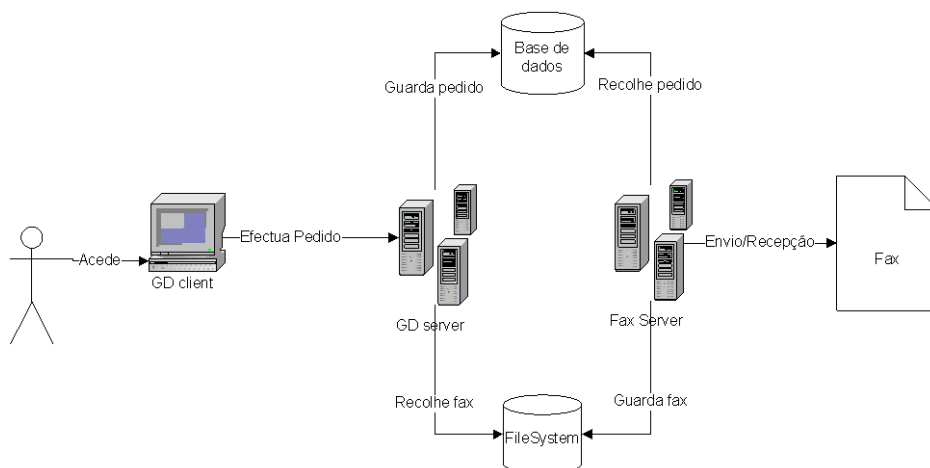 Base de
dados
Guarda pedido
Recolhe pedido
Acede
GD client
Efectua Pedido
GD server
Fax Server
Envio/Recepção
Fax
Recolhe fax
Guarda fax
FileSystem